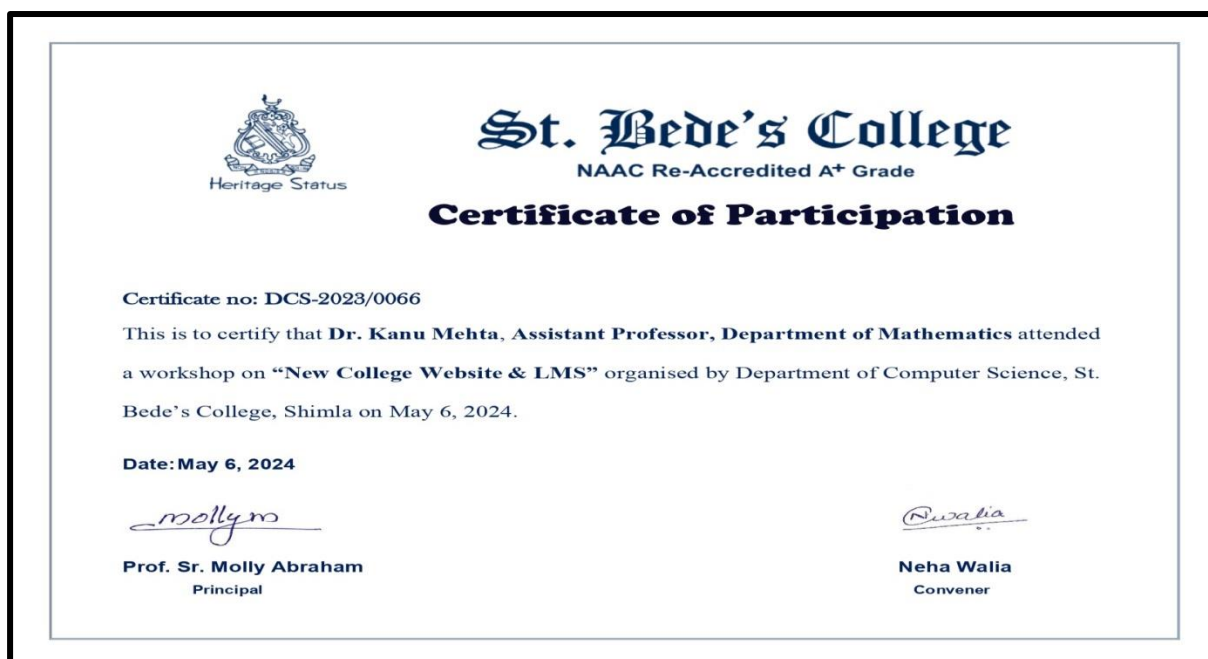 St. Bede's College
NAAC Re-Accredited A+ Grade
Heritage Status
Certificate of Participation
Certificate no: DCS-2023/0066
This is to certify that Dr. Kanu Mehta, Assistant Professor, Department of Mathematics attended
a workshop on “New College Website & LMS” organised by Department of Computer Science, St.
Bede’s College, Shimla on May 6, 2024.
Date: May 6, 2024
mollym
Nwalia
Prof. Sr. Molly Abraham
Neha Walia
Principal
Convener